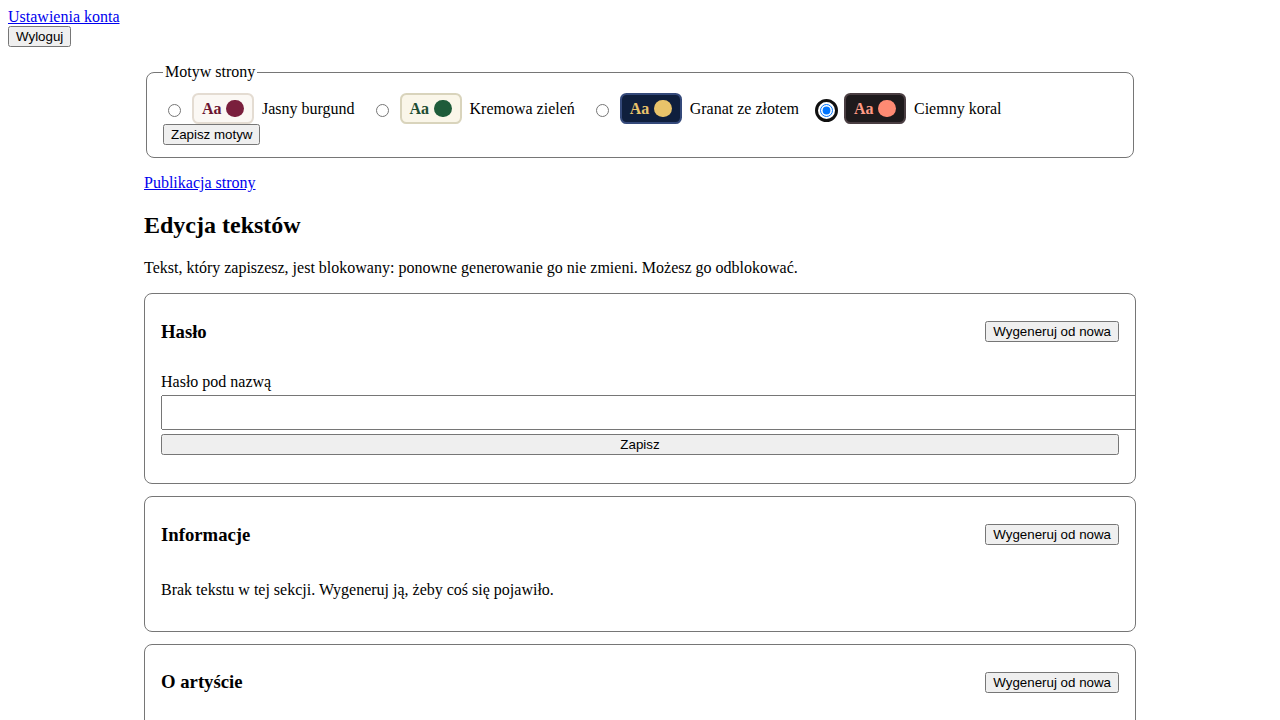 Ustawienia konta
Wyloguj
Motyw strony
Aa Jasny burgund Aa Kremowa zieleń Aa Granat ze złotem Aa Ciemny koral
Zapisz motyw
Publikacja strony
Edycja tekstów
Tekst, który zapiszesz, jest blokowany: ponowne generowanie go nie zmieni. Możesz go odblokować.
Hasło Wygeneruj od nowa
Hasło pod nazwą
Zapisz
Informacje Wygeneruj od nowa
Brak tekstu w tej sekcji. Wygeneruj ją, żeby coś się pojawiło.
O artyście Wygeneruj od nowa